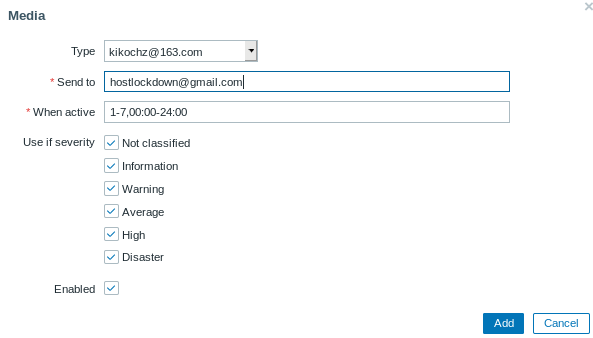 Media
Type kikochz@163.com
* Send to hostlockdown@gmail.com
* When active 1-7,00:00-24:00
Use if severity Not classified
Information
Warning
Average
High
Disaster
Enabled
Add Cancel